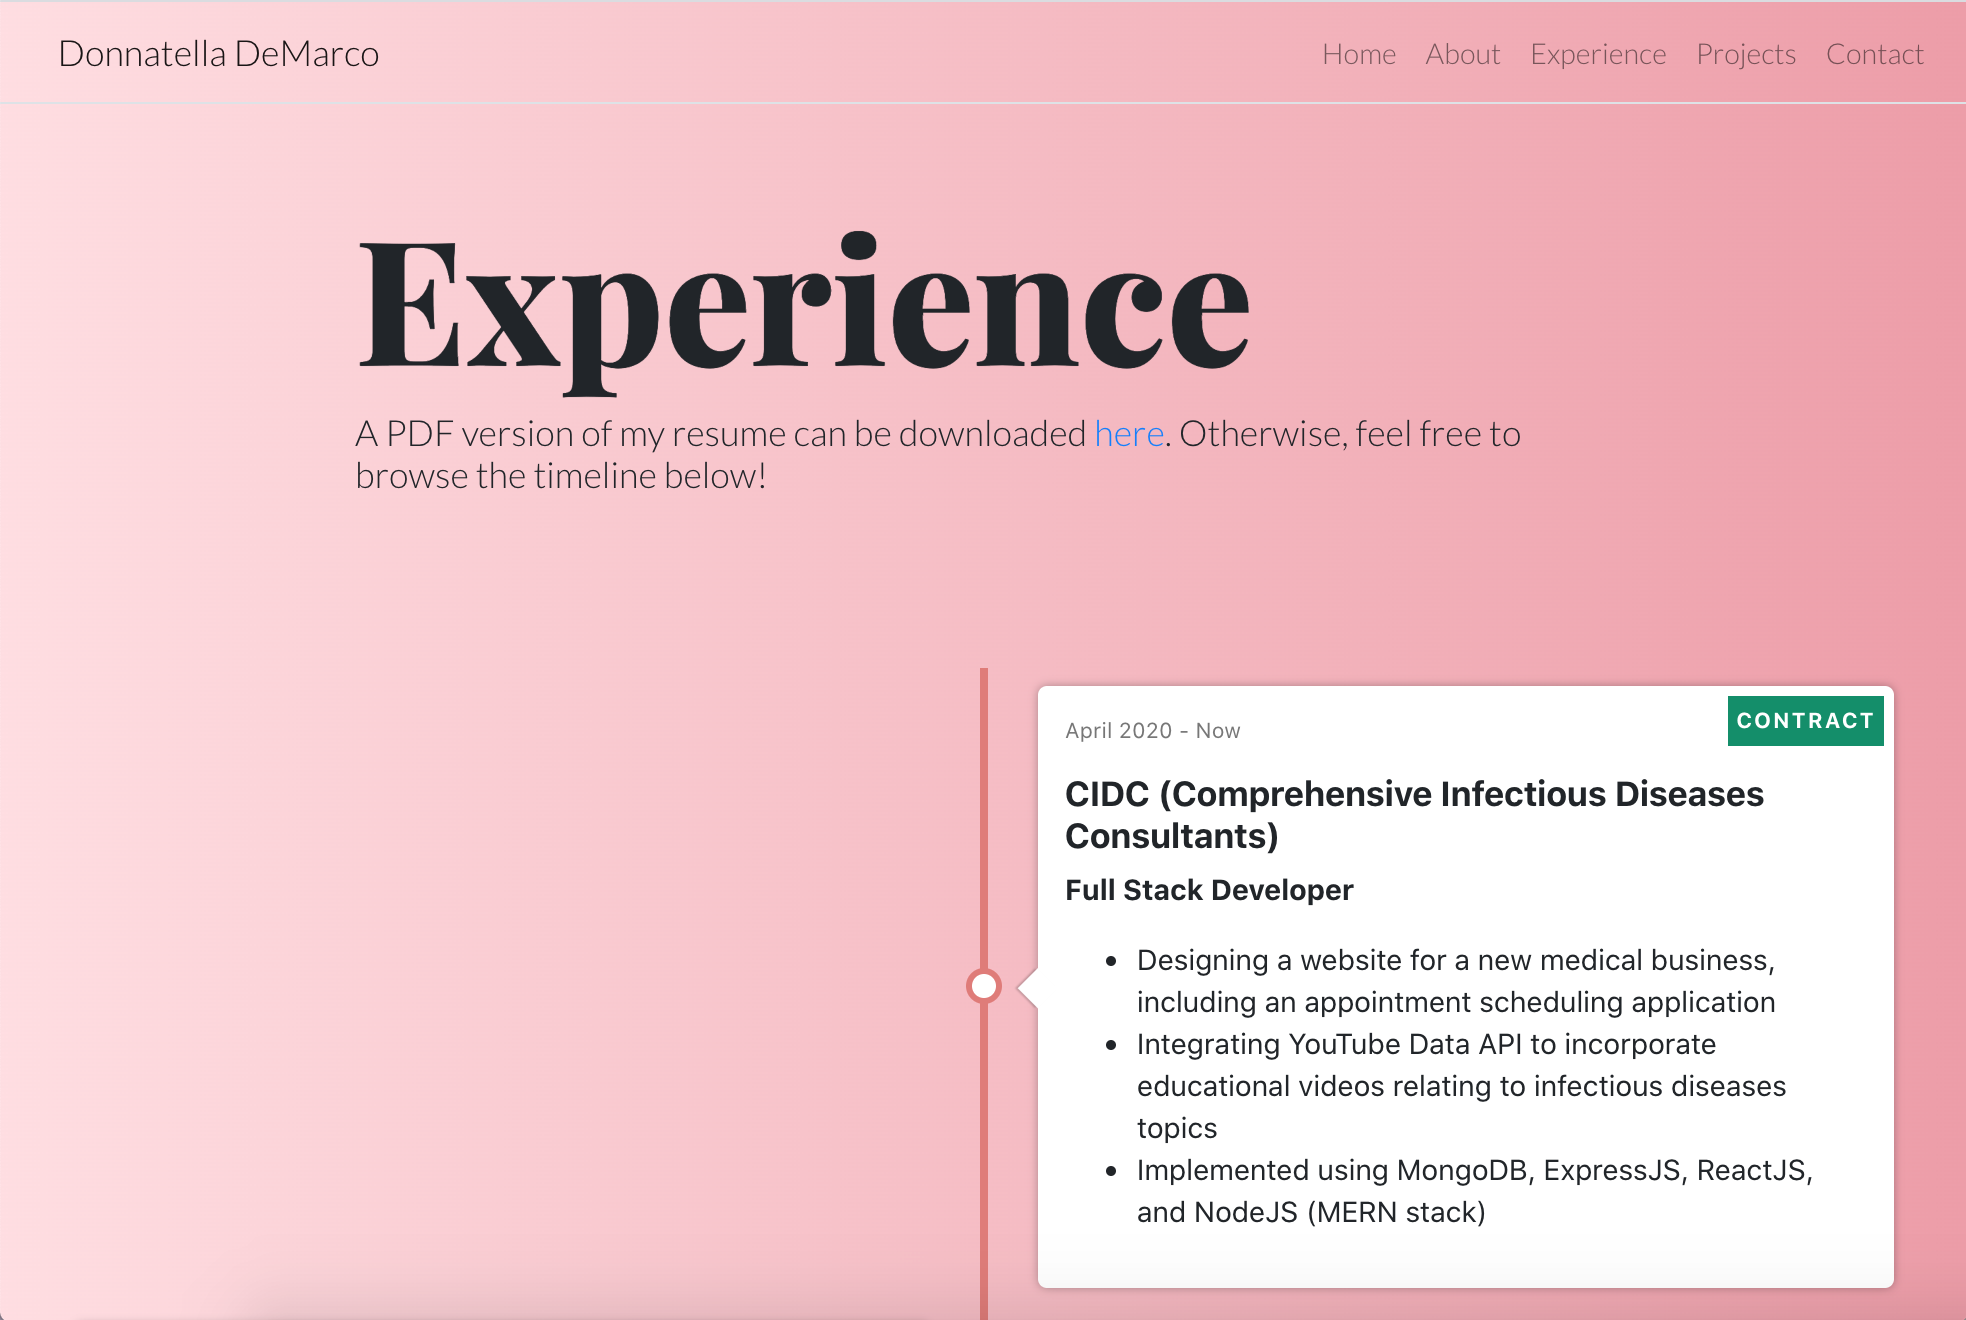 Donnatella DeMarco
Home About Experience Projects Contact
Experience
A PDF version of my resume can be downloaded here. Otherwise, feel free to
browse the timeline below!
CONTRACT
April 2020 - Now
CIDC (Comprehensive Infectious Diseases
Consultants)
Full Stack Developer
• Designing a website for a new medical business,
including an appointment scheduling application
• Integrating YouTube Data API to incorporate
educational videos relating to infectious diseases
topics
• Implemented using MongoDB, ExpressJS, ReactJS,
and NodeJS (MERN stack)